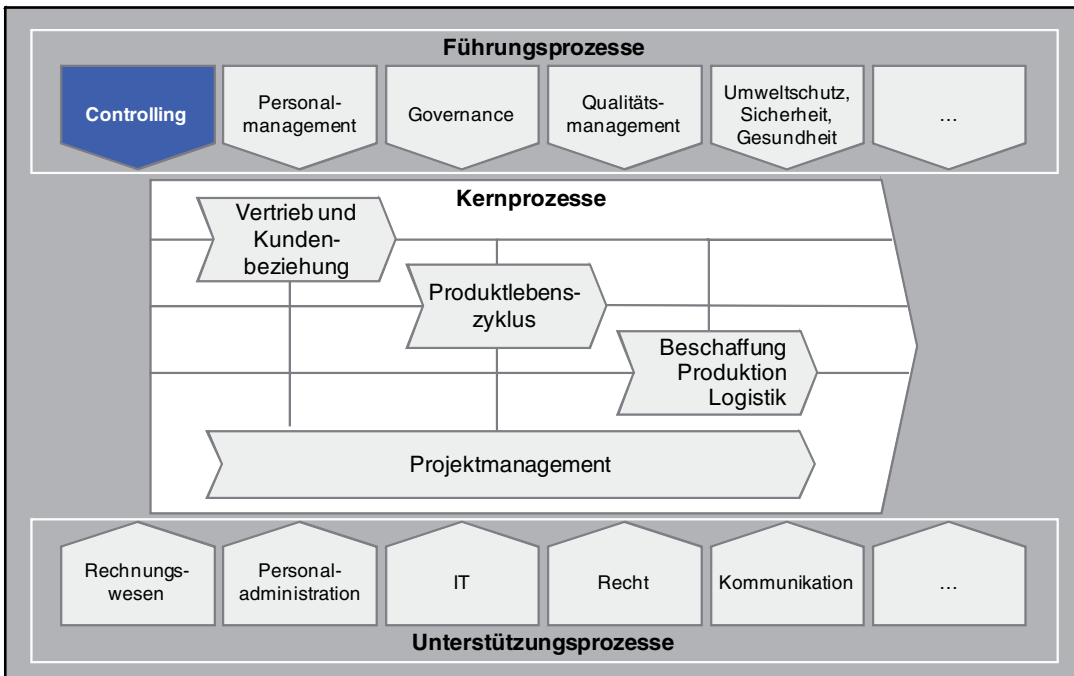 Führungsprozesse
Controlling
Personal-
management
Governance
Qualitäts-
management
Umweltschutz,
Sicherheit,
Gesundheit
…
Kernprozesse
Vertrieb und
Kunden-
beziehung
Produktlebens-
zyklus
Beschaffung
Produktion
Logistik
Projektmanagement
Rechnungs-
wesen
Personal-
administration
IT
Recht
Kommunikation
…
Unterstützungsprozesse